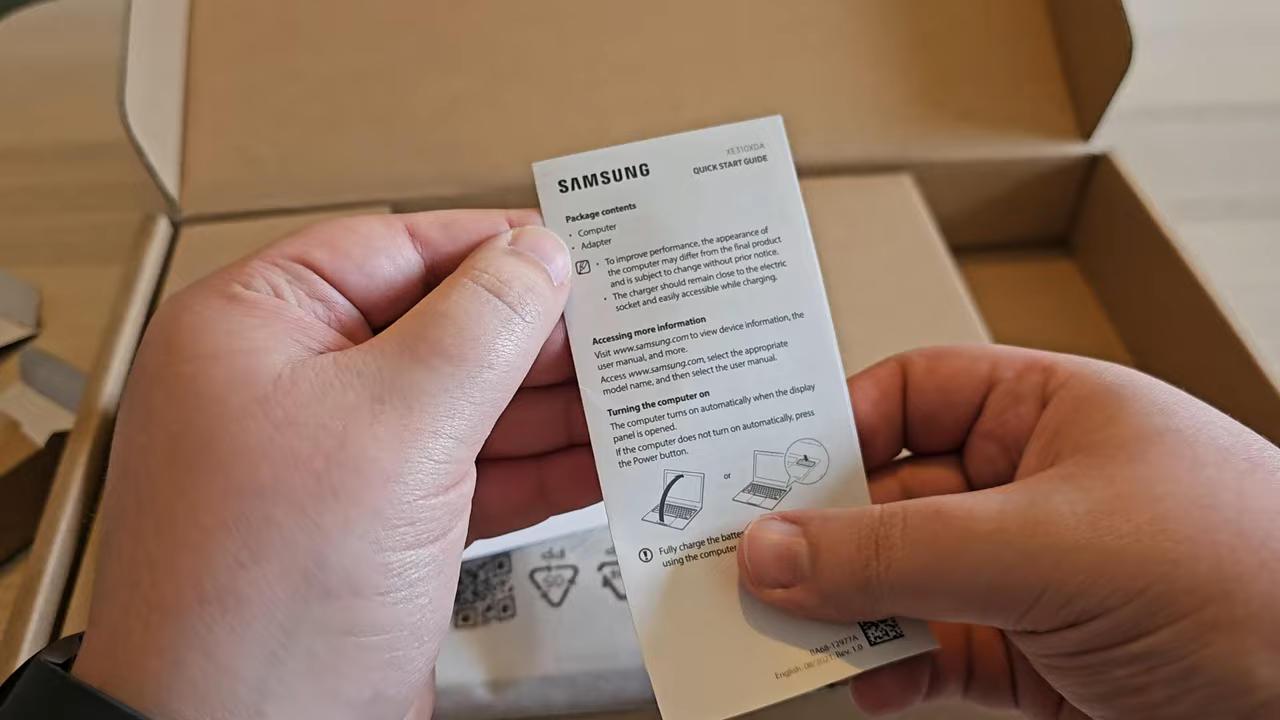 SAMSUNG
XE310XDA
QUICK START GUIDE
Package contents
• Computer
• Adapter
• To improve performance, the appearance of
the computer may differ from the final product
and is subject to change without prior notice.
• The charger should remain close to the electric
socket and easily accessible while charging.
Accessing more information
Visit www.samsung.com to view device information, the
user manual, and more.
Access www.samsung.com, select the appropriate
model name, and then select the user manual.
Turning the computer on
The computer turns on automatically when the display
panel is opened.
If the computer does not turn on automatically, press
the Power button.
or
Fully charge the
using the computer
BA68-12977A
English. 08/2021. Rev. 1.0